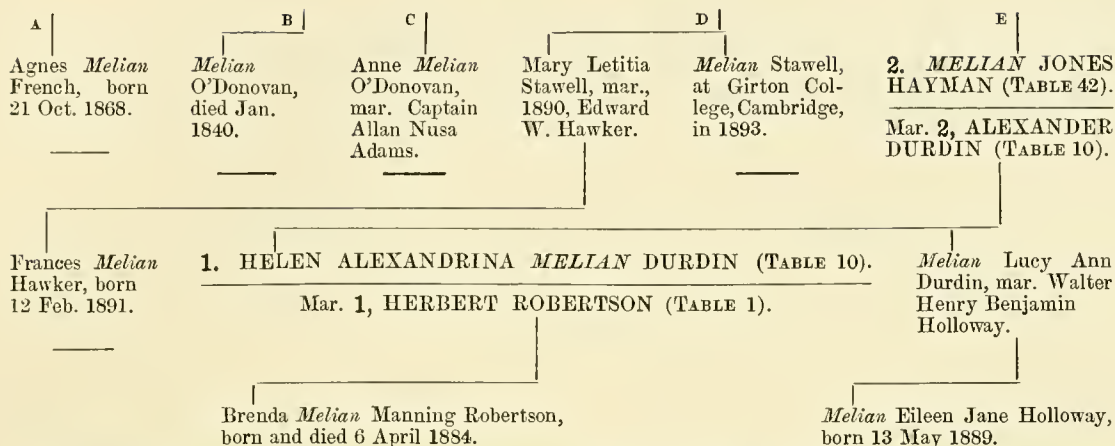 A
B
C
D
E
Agnes Melian
French, born
21 Oct. 1868.
Melian
O'Donovan,
died Jan.
1840.
Anne Melian
O'Donovan,
mar. Captain
Allan Nusa
Adams.
Mary Letitia
Stawell, mar.,
1890, Edward
W. Hawker.
Melian Stawell,
at Girton Col-
lege, Cambridge,
in 1893.
2. MELIAN JONES
HAYMAN (TABLE 42).
Mar. 2, ALEXANDER
DURDIN (TABLE 10).
Frances Melian
Hawker, born
12 Feb. 1891.
1. HELEN ALEXANDRINA MELIAN DURDIN (TABLE 10).
Mar. 1, HERBERT ROBERTSON (TABLE 1).
Melian Lucy Ann
Durdin, mar. Walter
Henry Benjamin
Holloway.
Brenda Melian Manning Robertson,
born and died 6 April 1884.
Melian Eileen Jane Holloway,
born 13 May 1889.